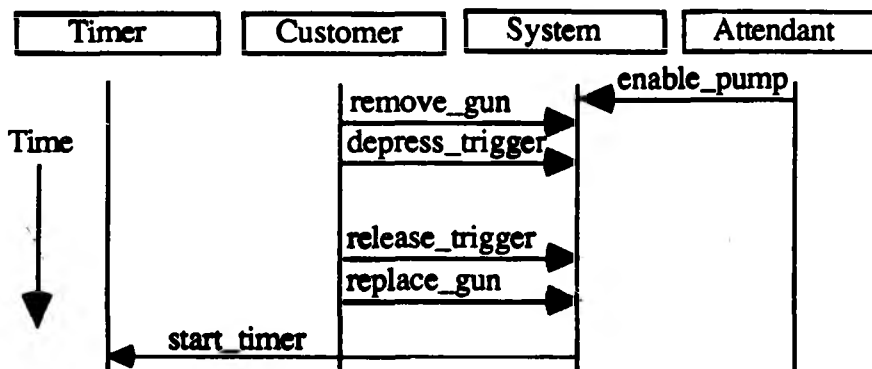 Timer
Customer
System
Attendant
enable_pump
remove_gun
Time
depress_trigger
release_trigger
replace_gun
start_timer